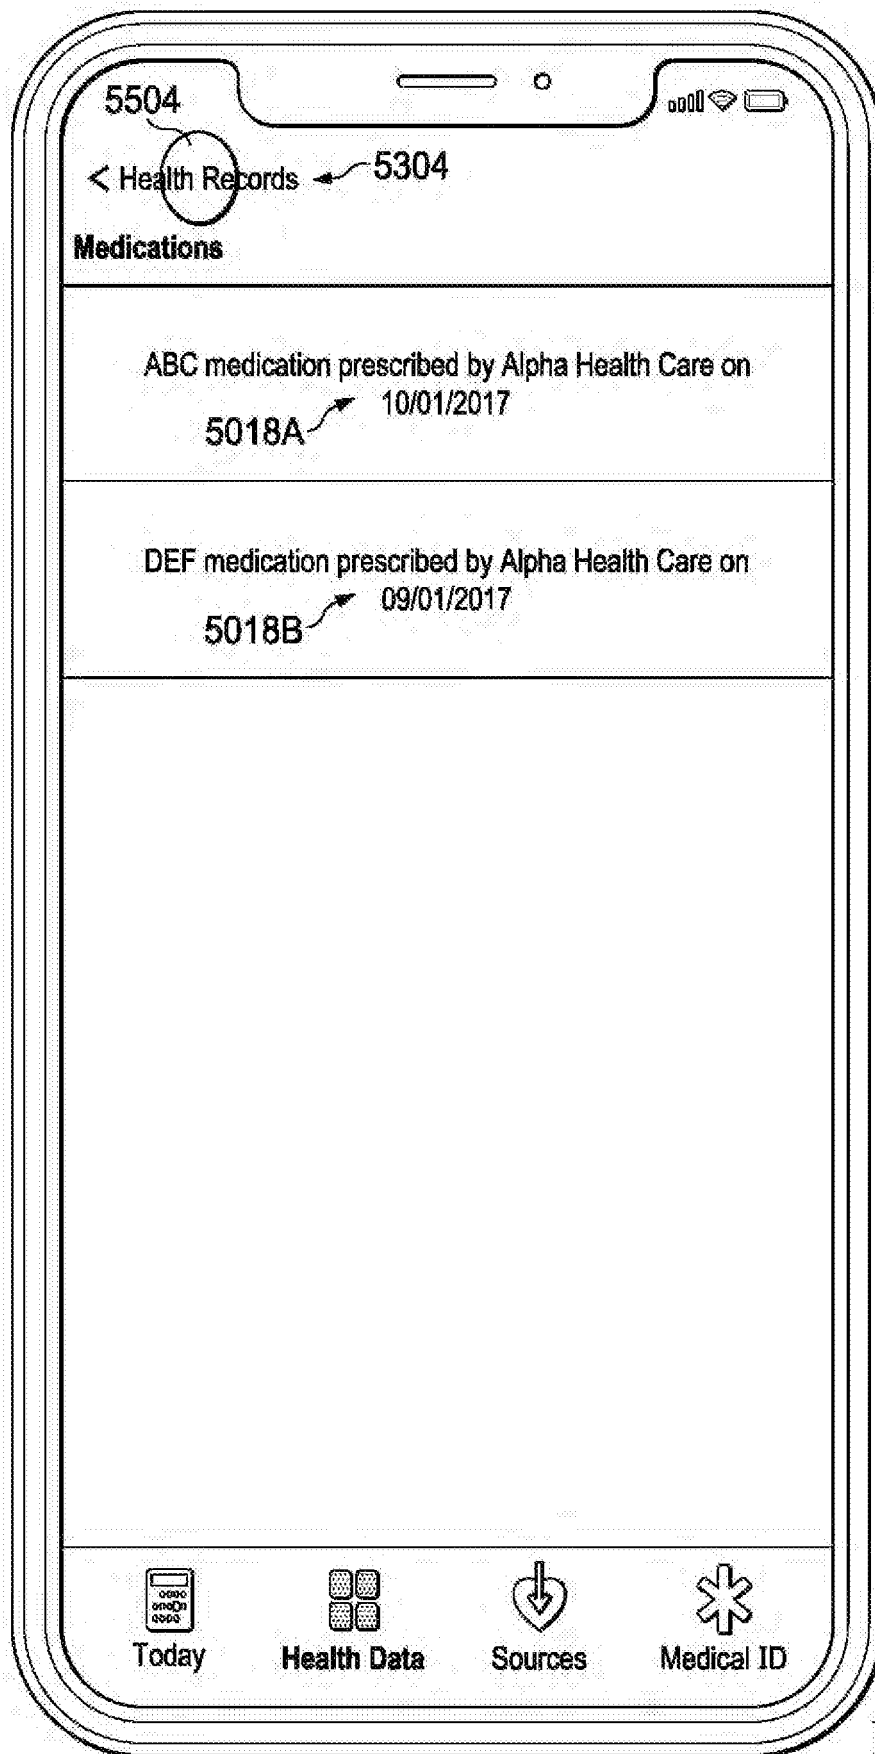 5504
< Health Records 5304
Medications
ABC medication prescribed by Alpha Health Care on
10/01/2017
5018A
DEF medication prescribed by Alpha Health Care on
09/01/2017
5018B
Today Health Data Sources Medical ID